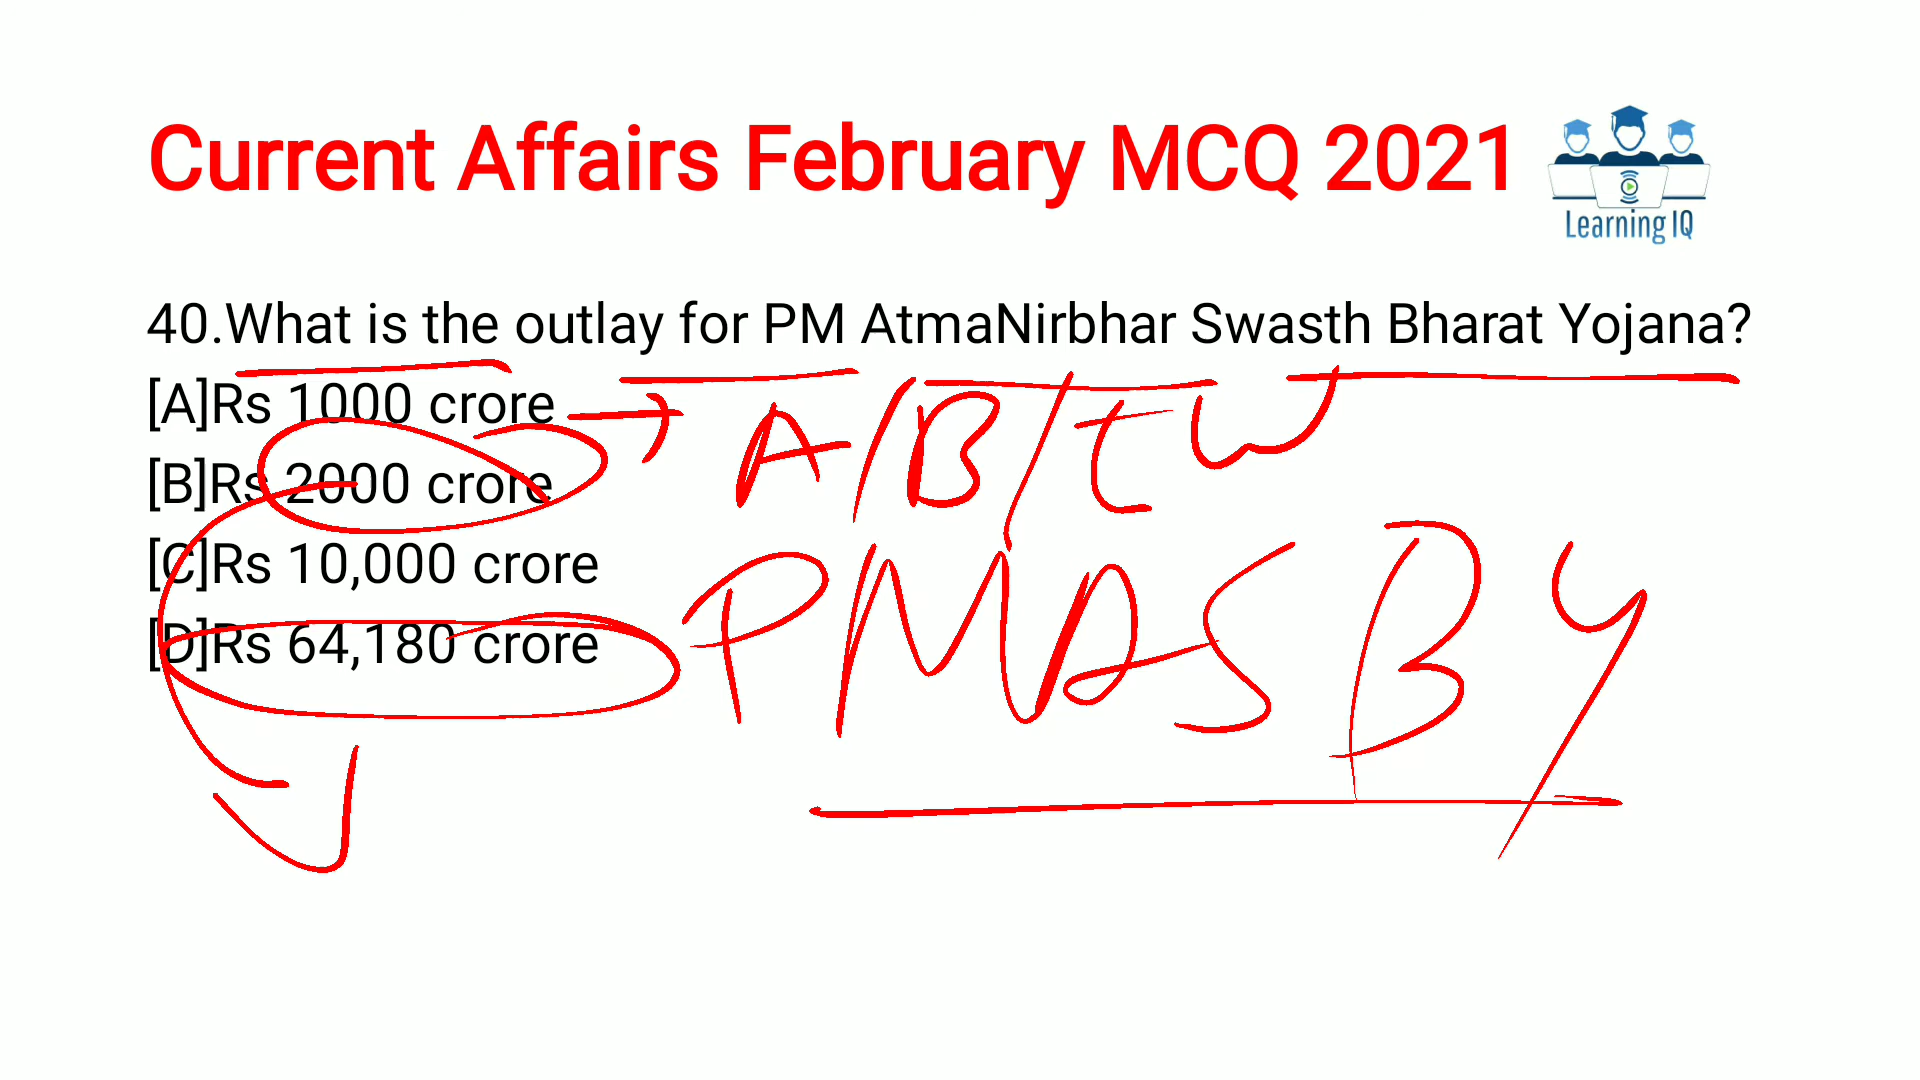 Current Affairs February MCQ 2021
Learning IQ
40.What is the outlay for PM AtmaNirbhar Swasth Bharat Yojana?
[A]Rs 1000 crore
[B]Rs 2000 crore
A/B/
[C]Rs 10,000 crore
PMASBY
[D]Rs 64,180 crore